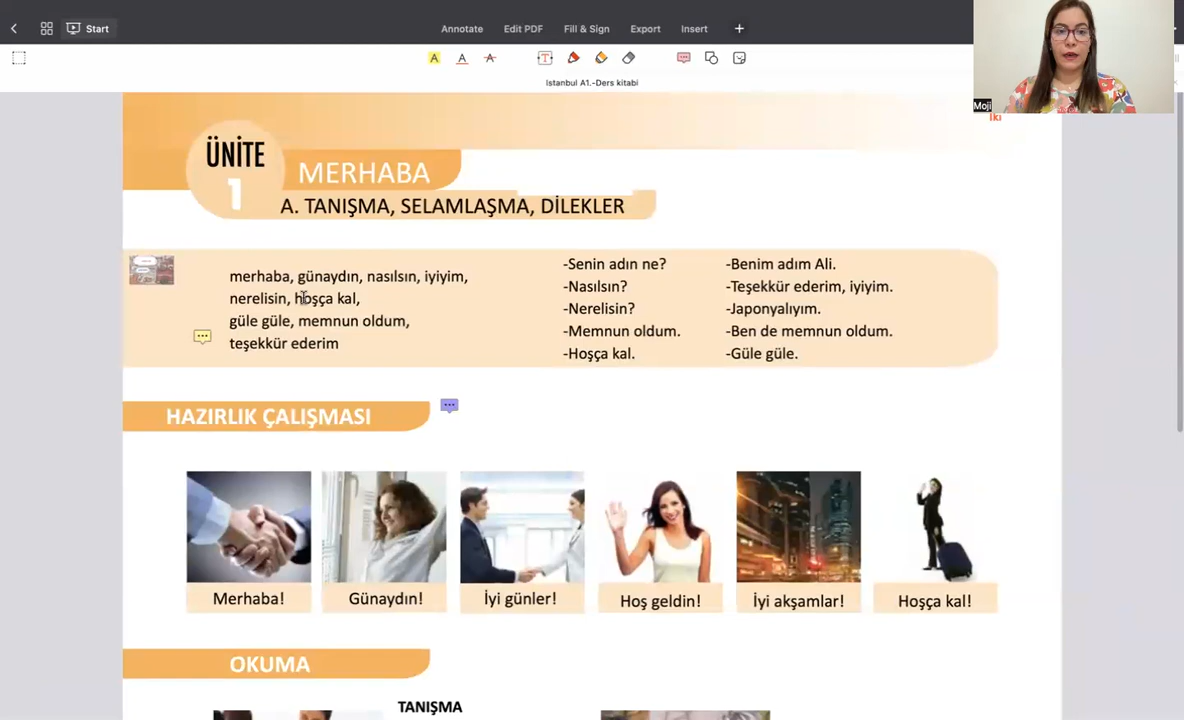 Start
Annotate
Edit PDF
Fill & Sign
Export
Insert
A
A
A
T
Istanbul A1.-Ders kitabi
Moji
ÜNİTE
1
MERHABA
A. TANIŞMA, SELAMLAŞMA, DİLEKLER
merhaba, günaydın, nasılsın, iyiyim,
nerelisin, hoşça kal,
güle güle, memnun oldum,
teşekkür ederim
-Senin adın ne?
-Nasılsın?
-Nerelisin?
-Memnun oldum.
-Hoşça kal.
-Benim adım Ali.
-Teşekkür ederim, iyiyim.
-Japonyalıyım.
-Ben de memnun oldum.
-Güle güle.
HAZIRLIK ÇALIŞMASI
Merhaba!
Günaydın!
İyi günler!
Hoş geldin!
İyi akşamlar!
Hoşça kal!
OKUMA
TANIŞMA